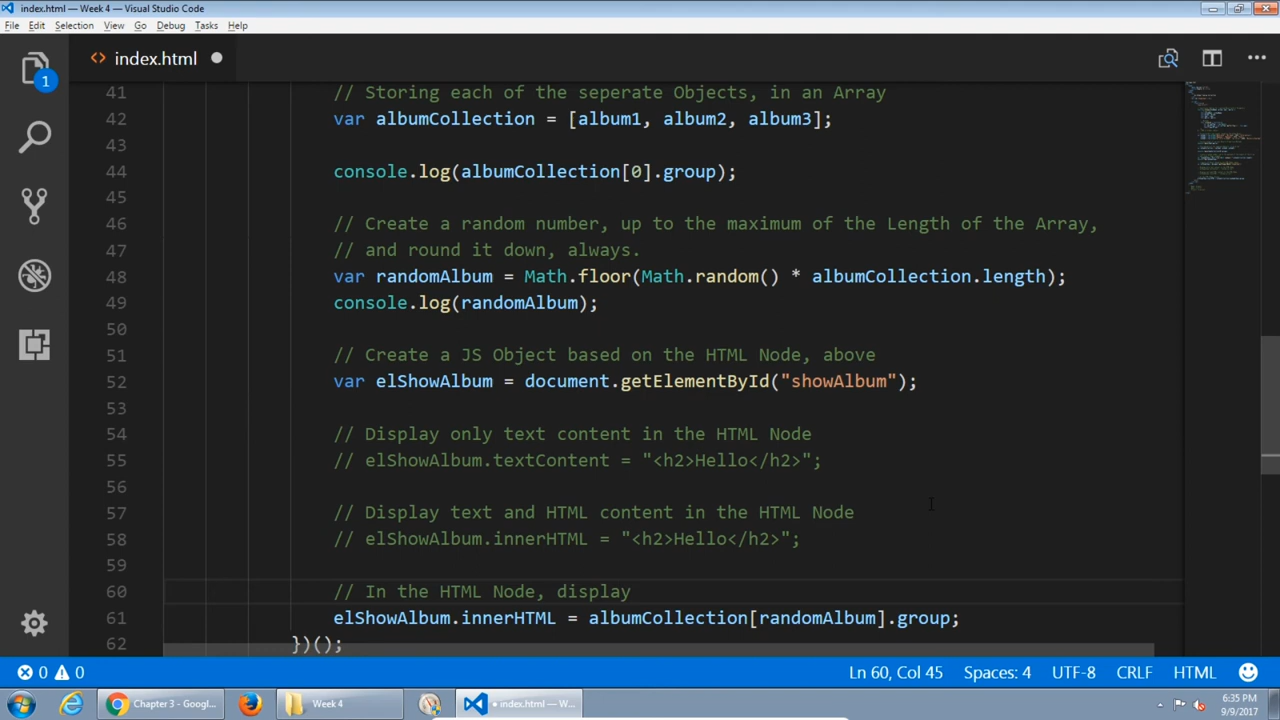 index.html — Week 4 — Visual Studio Code
File Edit Selection View Go Debug Tasks Help
1
<> index.html
41 // Storing each of the seperate Objects, in an Array
42 var albumCollection = [album1, album2, album3];
43
44 console.log(albumCollection[0].group);
45
46 // Create a random number, up to the maximum of the Length of the Array,
47 // and round it down, always.
48 var randomAlbum = Math.floor(Math.random() * albumCollection.length);
49 console.log(randomAlbum);
50
51 // Create a JS Object based on the HTML Node, above
52 var elShowAlbum = document.getElementById("showAlbum");
53
54 // Display only text content in the HTML Node
55 // elShowAlbum.textContent = "<h2>Hello</h2>";
56
57 // Display text and HTML content in the HTML Node
58 // elShowAlbum.innerHTML = "<h2>Hello</h2>";
59
60 // In the HTML Node, display
61 elShowAlbum.innerHTML = albumCollection[randomAlbum].group;
62 })();
0 0 Ln 60, Col 45 Spaces: 4 UTF-8 CRLF HTML
Chapter 3 - Googl... Week 4 • index.html — W... 6:35 PM
9/9/2017